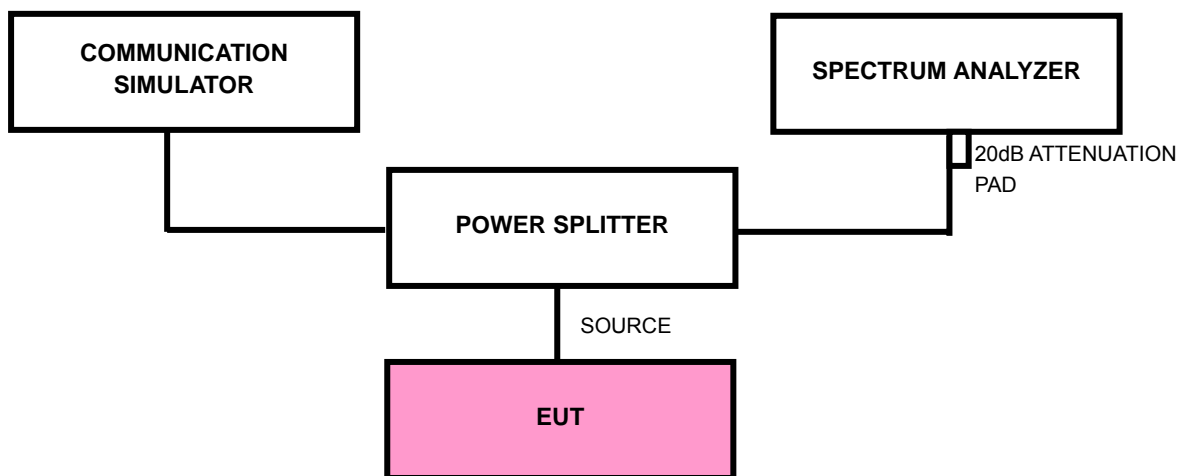 COMMUNICATION
SIMULATOR
SPECTRUM ANALYZER
20dB ATTENUATION
PAD
POWER SPLITTER
SOURCE
EUT